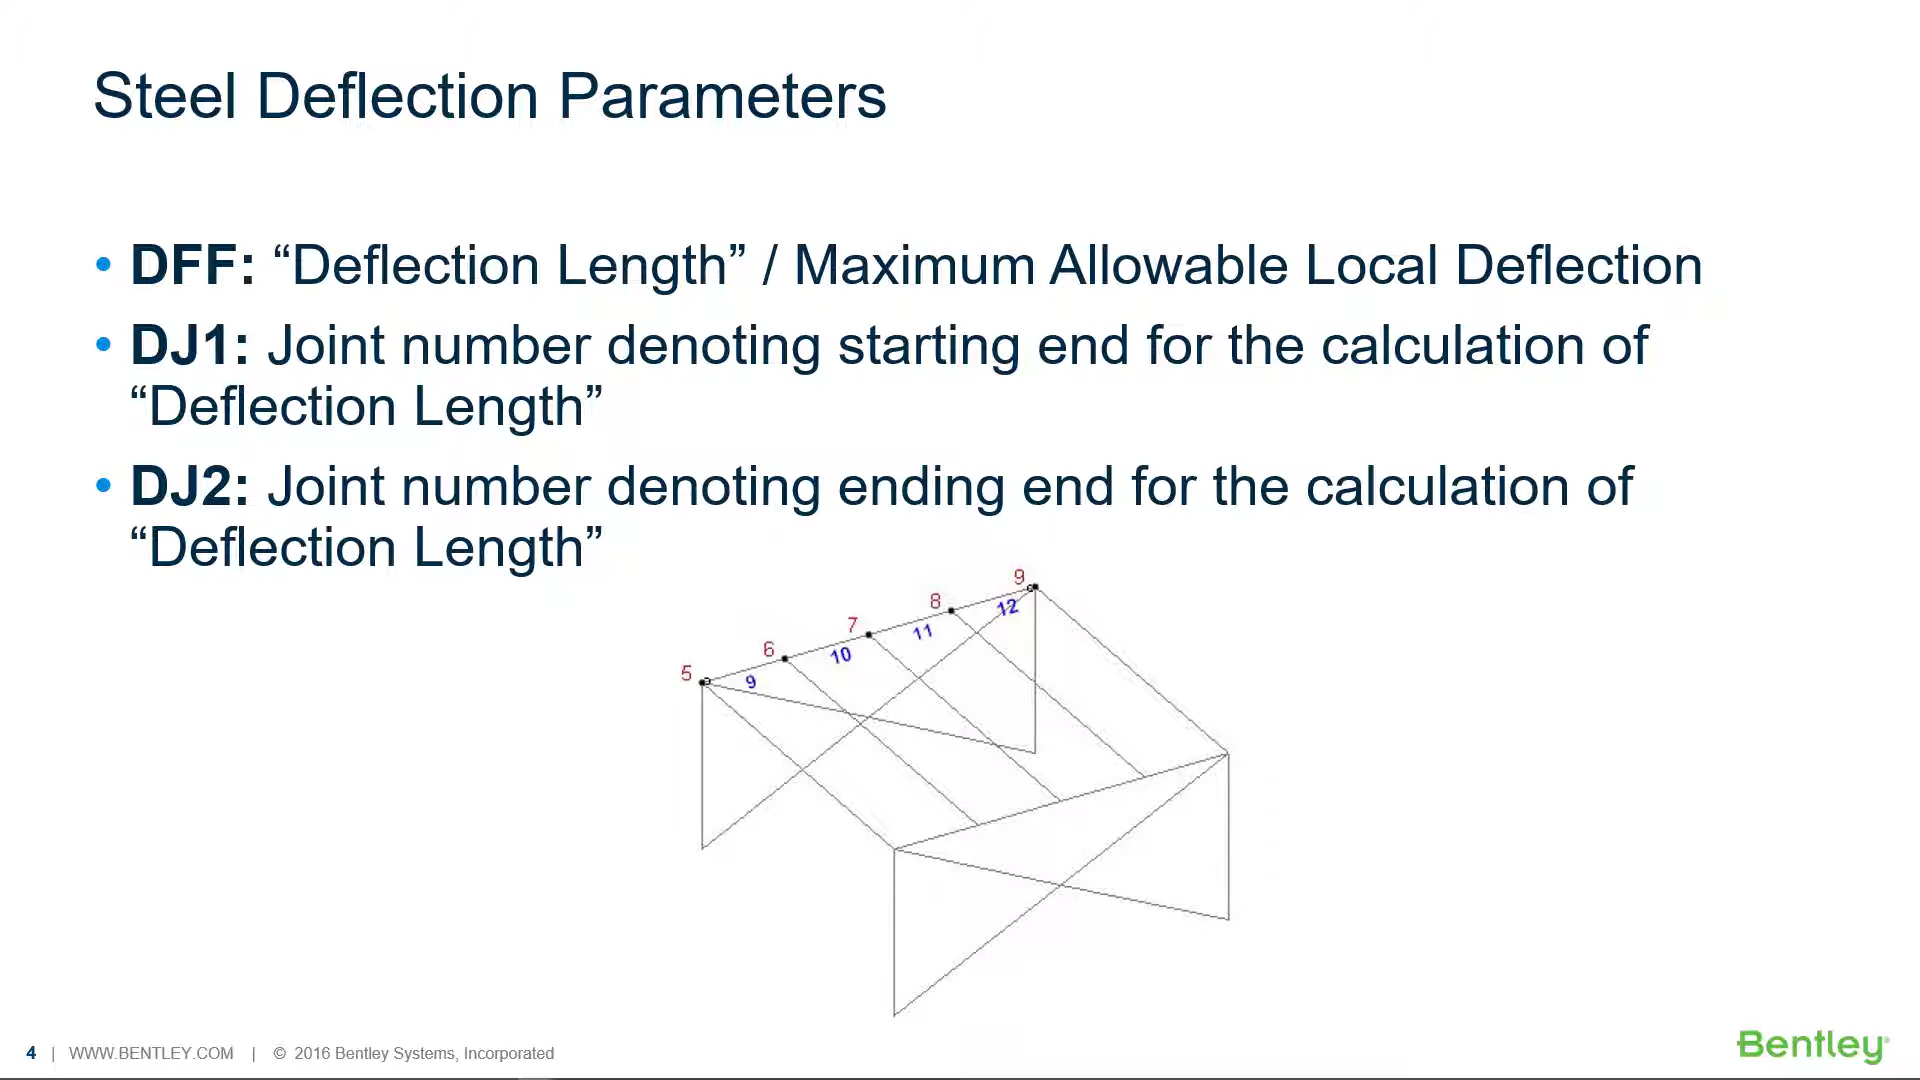 Steel Deflection Parameters
• DFF: “Deflection Length” / Maximum Allowable Local Deflection
• DJ1: Joint number denoting starting end for the calculation of
“Deflection Length”
• DJ2: Joint number denoting ending end for the calculation of
“Deflection Length”
9
8
12
7
11
6
10
5
9
4 | WWW.BENTLEY.COM | © 2016 Bentley Systems, Incorporated
Bentley®